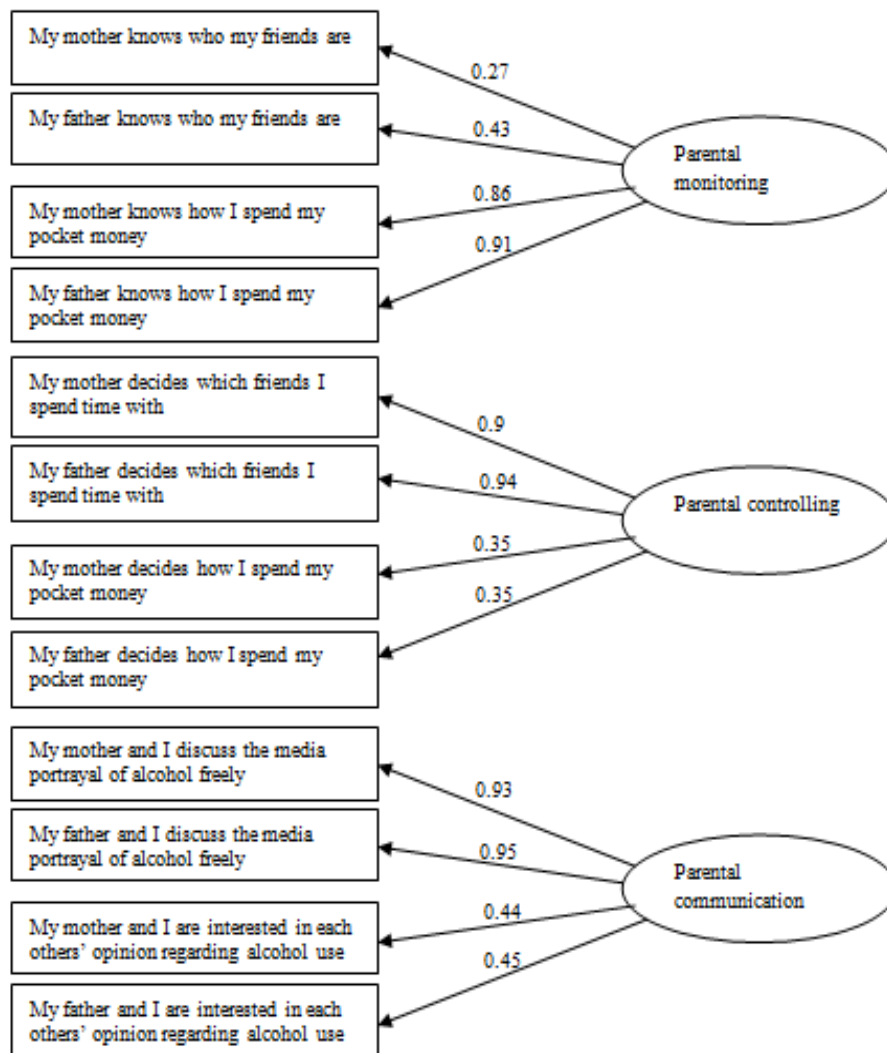 My mother knows who my friends are
0.27
My father knows who my friends are
0.43
Parental
monitoring
My mother knows how I spend my
pocket money
0.86
My father knows how I spend my
pocket money
0.91
My mother decides which friends I
spend time with
0.9
My father decides which friends I
spend time with
0.94
Parental controlling
My mother decides how I spend my
pocket money
0.35
My father decides how I spend my
pocket money
0.35
My mother and I discuss the media
portrayal of alcohol freely
0.93
My father and I discuss the media
portrayal of alcohol freely
0.95
Parental
communication
My mother and I are interested in each
others’ opinion regarding alcohol use
0.44
My father and I are interested in each
others’ opinion regarding alcohol use
0.45